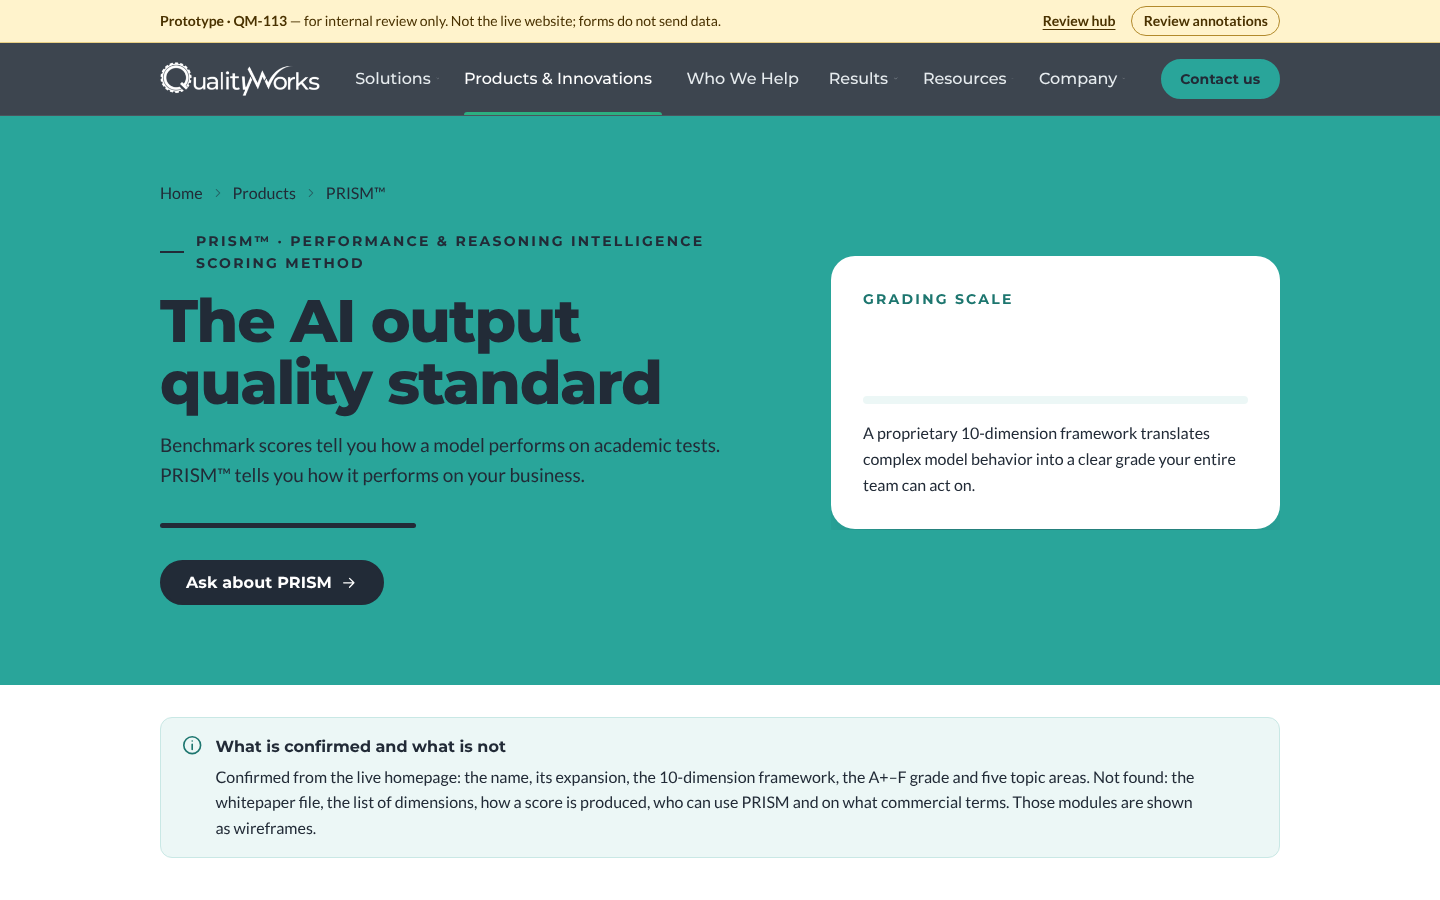 Prototype · QM-113 — for internal review only. Not the live website; forms do not send data.
Review hub
Review annotations
QualityWorks
Solutions
Products & Innovations
Who We Help
Results
Resources
Company
Contact us
Home > Products > PRISM™
PRISM™ · PERFORMANCE & REASONING INTELLIGENCE
SCORING METHOD
The AI output
quality standard
Benchmark scores tell you how a model performs on academic tests.
PRISM™ tells you how it performs on your business.
Ask about PRISM →
GRADING SCALE
A proprietary 10-dimension framework translates
complex model behavior into a clear grade your entire
team can act on.
What is confirmed and what is not
Confirmed from the live homepage: the name, its expansion, the 10-dimension framework, the A+–F grade and five topic areas. Not found: the
whitepaper file, the list of dimensions, how a score is produced, who can use PRISM and on what commercial terms. Those modules are shown
as wireframes.